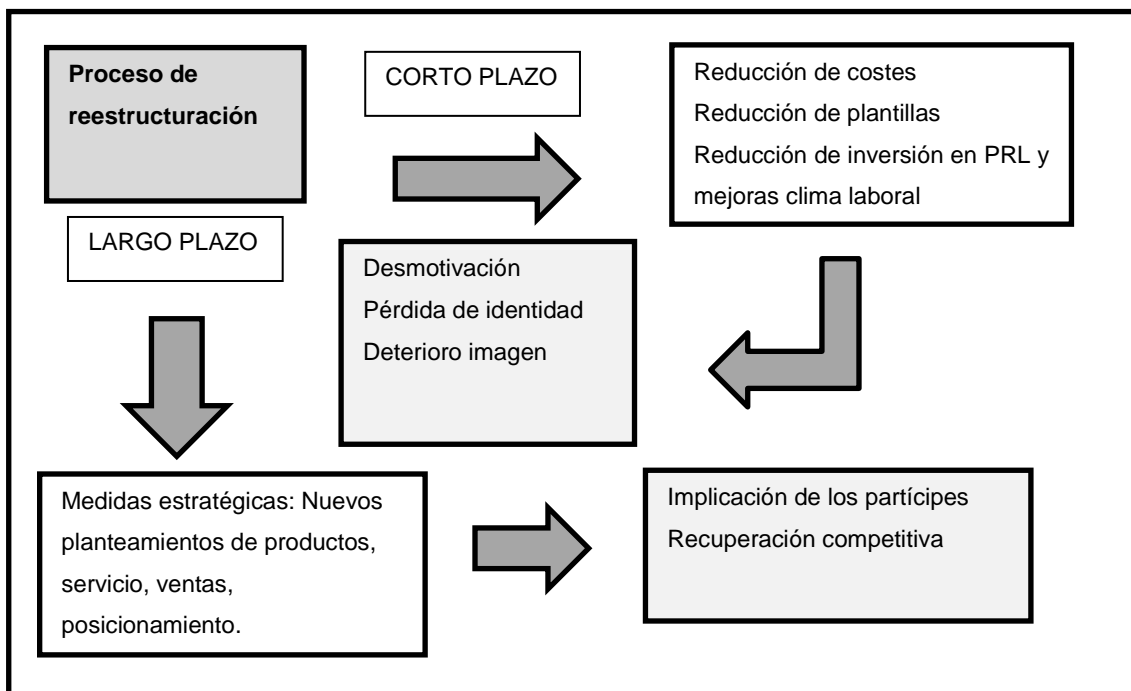 Proceso de
reestructuración
CORTO PLAZO
Reducción de costes
Reducción de plantillas
Reducción de inversión en PRL y
mejoras clima laboral
LARGO PLAZO
Desmotivación
Pérdida de identidad
Deterioro imagen
Medidas estratégicas: Nuevos
planteamientos de productos,
servicio, ventas,
posicionamiento.
Implicación de los partícipes
Recuperación competitiva